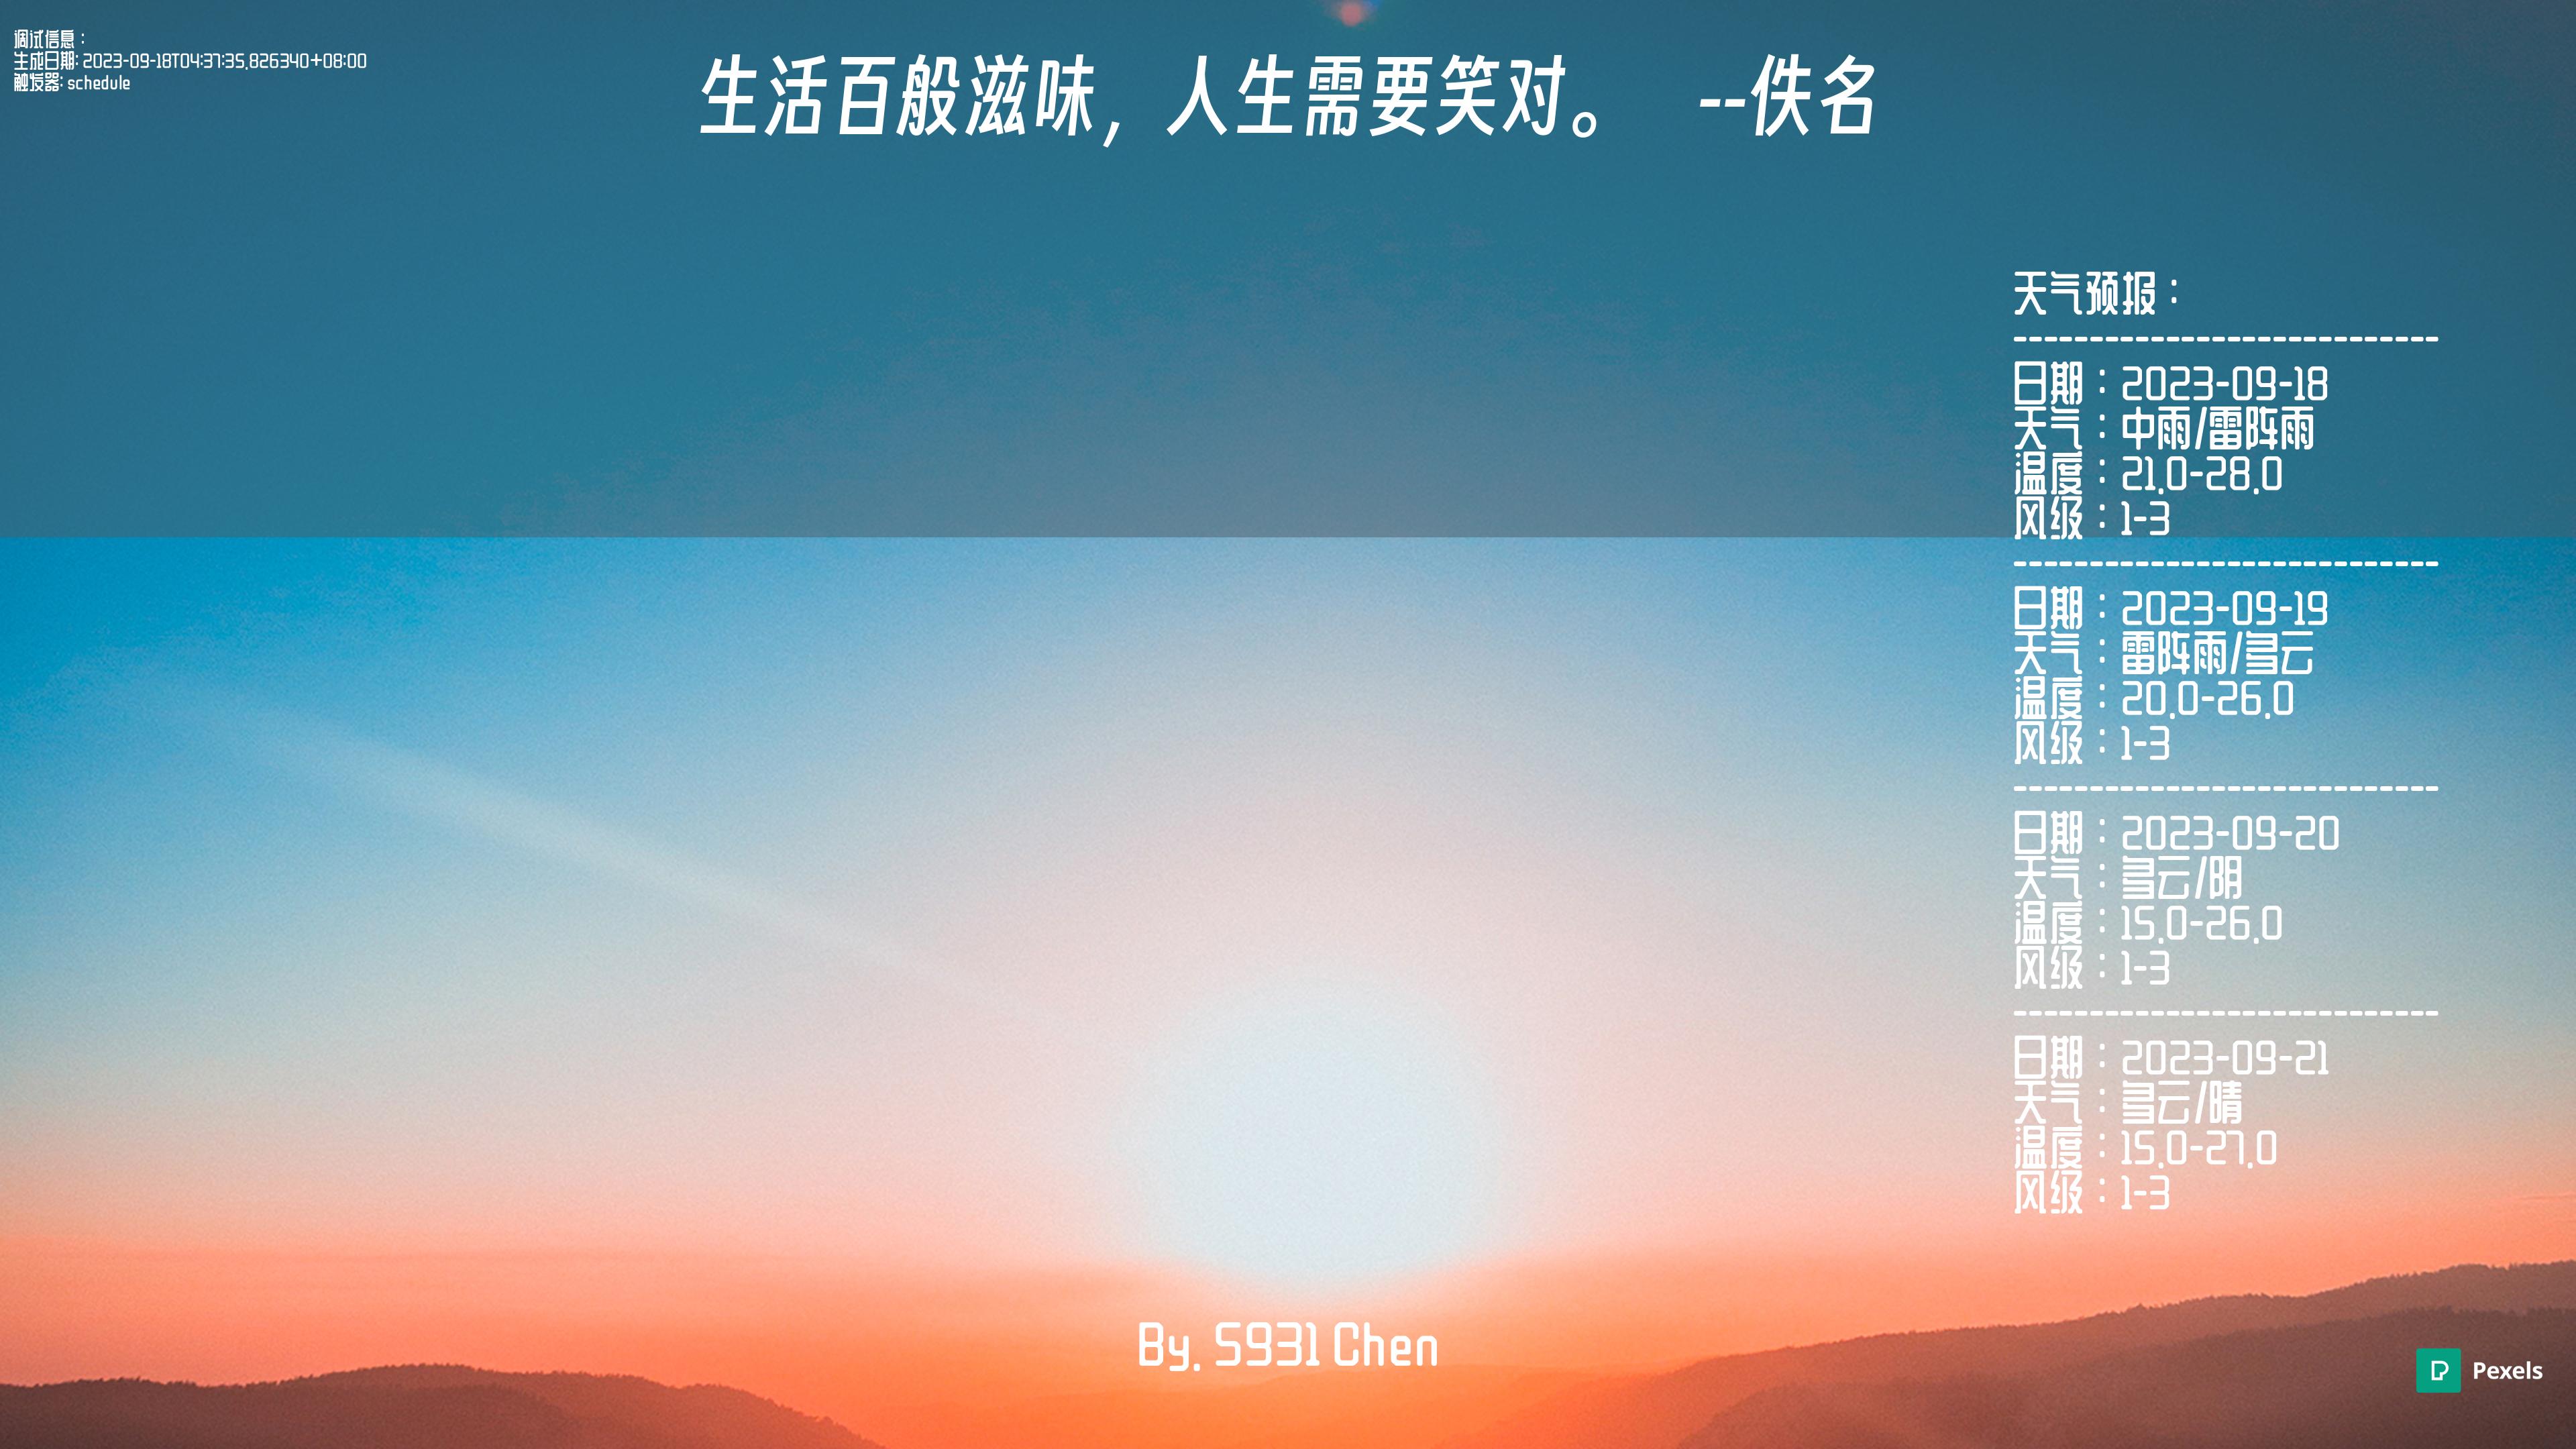 调试信息：
生成日期: 2023-09-18T04:37:35.826340+08:00
触发器: schedule
生活百般滋味，人生需要笑对。 --佚名
天气预报：
----------------------------
日期：2023-09-18
天气：中雨/雷阵雨
温度：21.0-28.0
风级：1-3
----------------------------
日期：2023-09-19
天气：雷阵雨/多云
温度：20.0-26.0
风级：1-3
----------------------------
日期：2023-09-20
天气：多云/阴
温度：15.0-26.0
风级：1-3
----------------------------
日期：2023-09-21
天气：多云/晴
温度：15.0-27.0
风级：1-3
By. S931 Chen
Pexels